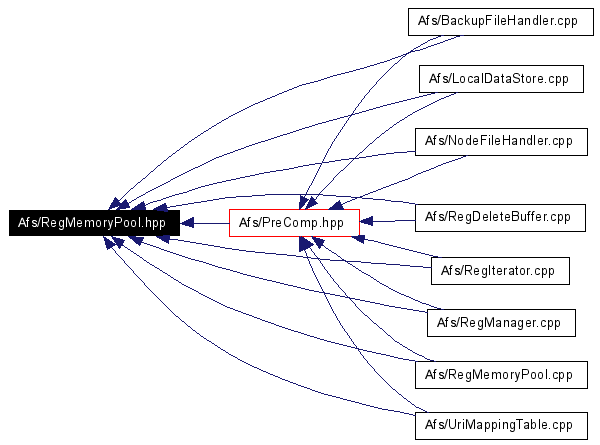 Afs/BackupFileHandler.cpp
Afs/LocalDataStore.cpp
Afs/NodeFileHandler.cpp
Afs/RegMemoryPool.hpp
Afs/PreComp.hpp
Afs/RegDeleteBuffer.cpp
Afs/RegIterator.cpp
Afs/RegManager.cpp
Afs/RegMemoryPool.cpp
Afs/UriMappingTable.cpp